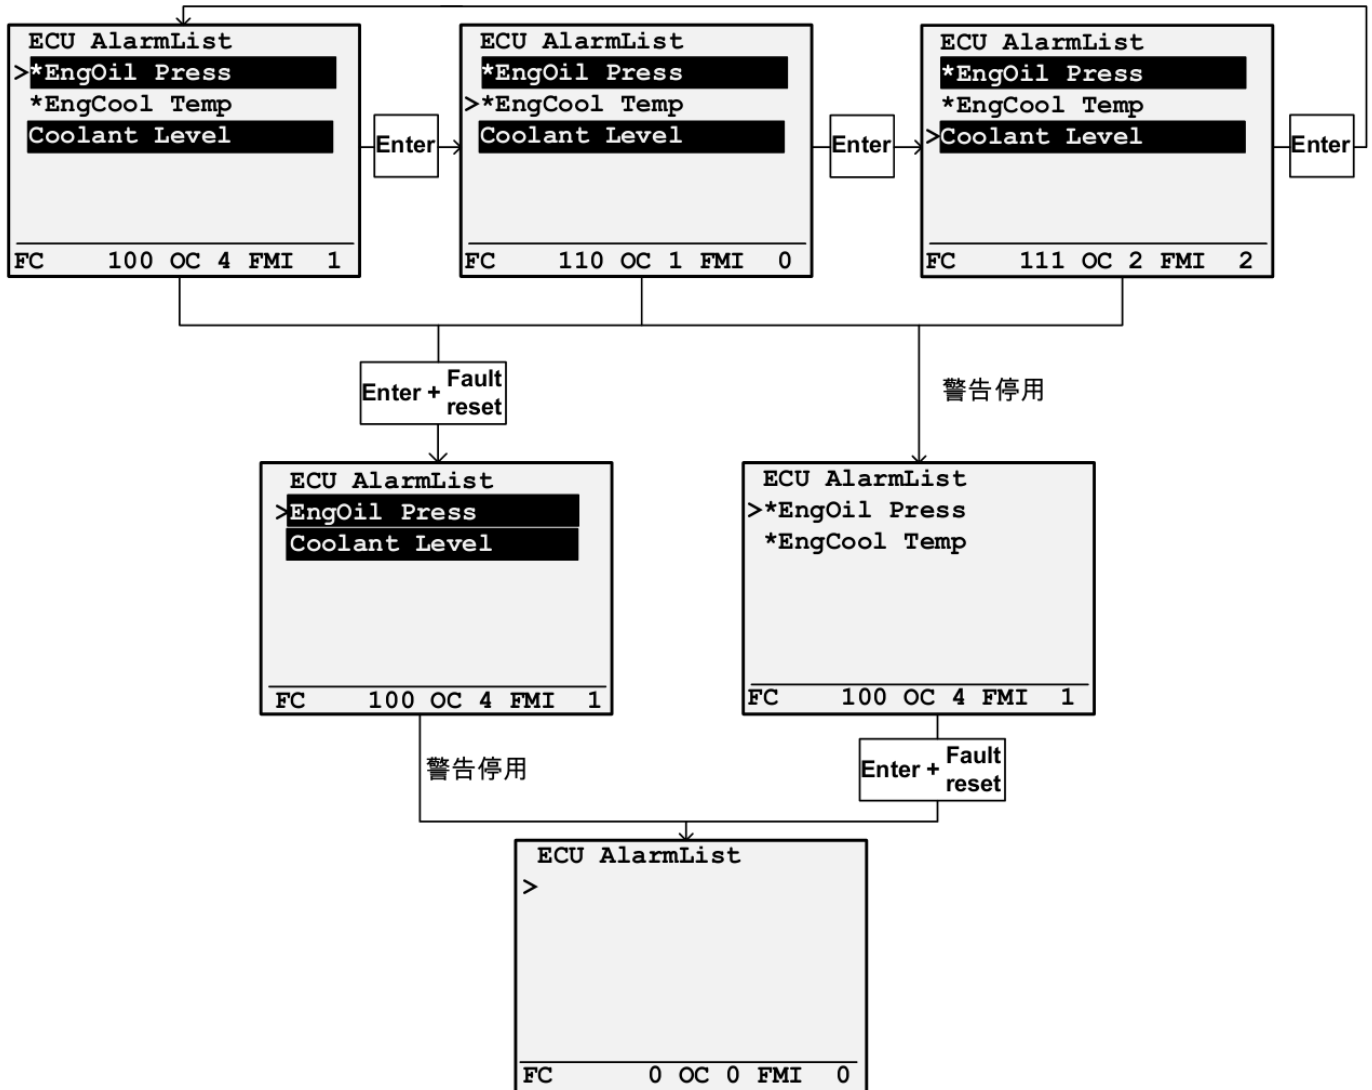 ECU AlarmList
>*EngOil Press
*EngCool Temp
Coolant Level
FC 100 OC 4 FMI 1
Enter
ECU AlarmList
*EngOil Press
>*EngCool Temp
Coolant Level
FC 110 OC 1 FMI 0
Enter
ECU AlarmList
*EngOil Press
*EngCool Temp
>Coolant Level
FC 111 OC 2 FMI 2
Enter
Enter + Fault
reset
警告停用
ECU AlarmList
>EngOil Press
Coolant Level
FC 100 OC 4 FMI 1
ECU AlarmList
>*EngOil Press
*EngCool Temp
FC 100 OC 4 FMI 1
警告停用
Enter + Fault
reset
ECU AlarmList
>
FC 0 OC 0 FMI 0